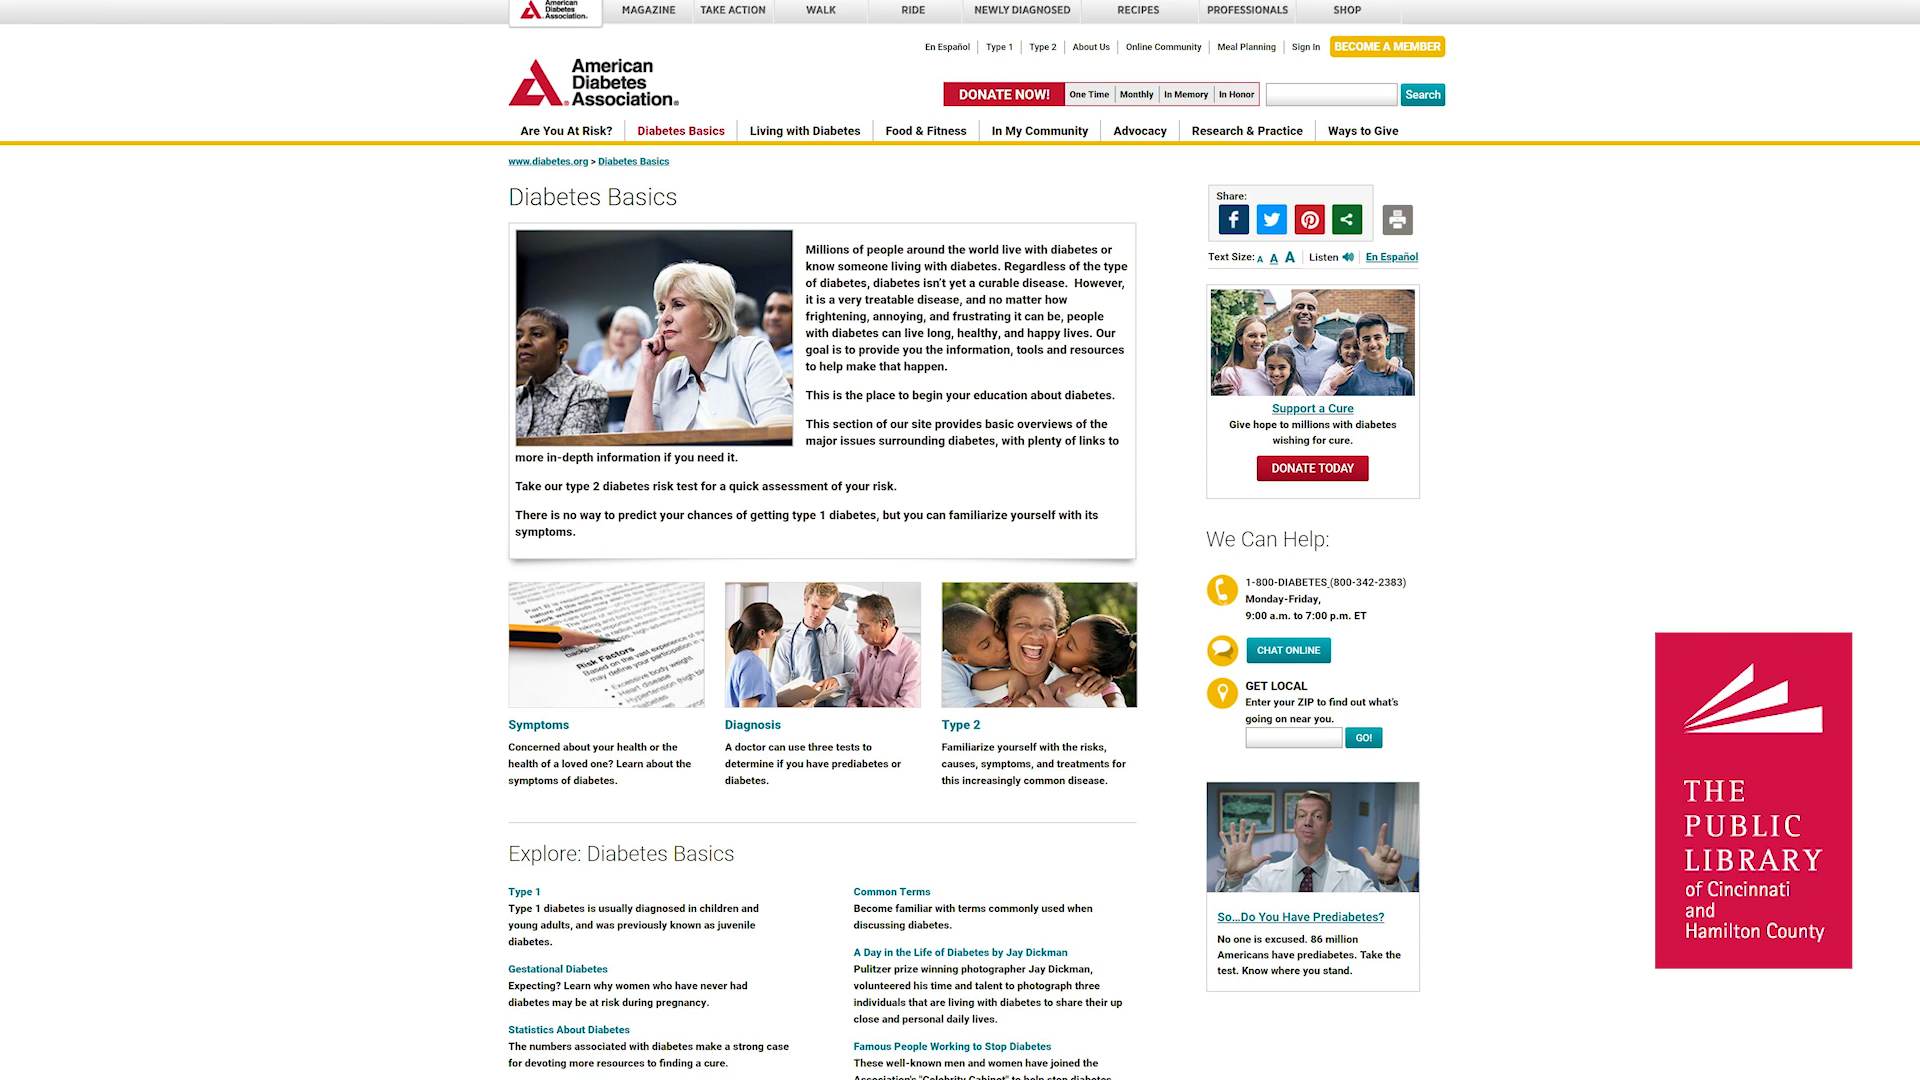 American
Diabetes
Association.
MAGAZINE
TAKE ACTION
WALK
RIDE
NEWLY DIAGNOSED
RECIPES
PROFESSIONALS
SHOP
En Español
Type 1
Type 2
About Us
Online Community
Meal Planning
Sign In
BECOME A MEMBER
American
Diabetes
Association®
DONATE NOW!
One Time
Monthly
In Memory
In Honor
Search
Are You At Risk?
Diabetes Basics
Living with Diabetes
Food & Fitness
In My Community
Advocacy
Research & Practice
Ways to Give
www.diabetes.org > Diabetes Basics
Diabetes Basics
Millions of people around the world live with diabetes or
know someone living with diabetes. Regardless of the type
of diabetes, diabetes isn't yet a curable disease. However,
it is a very treatable disease, and no matter how
frightening, annoying, and frustrating it can be, people
with diabetes can live long, healthy, and happy lives. Our
goal is to provide you the information, tools and resources
to help make that happen.
This is the place to begin your education about diabetes.
This section of our site provides basic overviews of the
major issues surrounding diabetes, with plenty of links to
more in-depth information if you need it.
Take our type 2 diabetes risk test for a quick assessment of your risk.
There is no way to predict your chances of getting type 1 diabetes, but you can familiarize yourself with its
symptoms.
Risk Factors
Based on the vast experience of the
may define your participation in
• Excessive body weight
• Heart disease
• Hypertension (high
Symptoms
Concerned about your health or the
health of a loved one? Learn about the
symptoms of diabetes.
Diagnosis
A doctor can use three tests to
determine if you have prediabetes or
diabetes.
Type 2
Familiarize yourself with the risks,
causes, symptoms, and treatments for
this increasingly common disease.
Explore: Diabetes Basics
Type 1
Type 1 diabetes is usually diagnosed in children and
young adults, and was previously known as juvenile
diabetes.
Gestational Diabetes
Expecting? Learn why women who have never had
diabetes may be at risk during pregnancy.
Statistics About Diabetes
The numbers associated with diabetes make a strong case
for devoting more resources to finding a cure.
Common Terms
Become familiar with terms commonly used when
discussing diabetes.
A Day in the Life of Diabetes by Jay Dickman
Pulitzer prize winning photographer Jay Dickman,
volunteered his time and talent to photograph three
individuals that are living with diabetes to share their up
close and personal daily lives.
Famous People Working to Stop Diabetes
These well-known men and women have joined the
Association's "Celebrity Cabinet" to help stop diabetes
Share:
Text Size: A A A
Listen
En Español
Support a Cure
Give hope to millions with diabetes
wishing for cure.
DONATE TODAY
We Can Help:
1-800-DIABETES (800-342-2383)
Monday-Friday,
9:00 a.m. to 7:00 p.m. ET
CHAT ONLINE
GET LOCAL
Enter your ZIP to find out what's
going on near you.
GO!
So...Do You Have Prediabetes?
No one is excused. 86 million
Americans have prediabetes. Take the
test. Know where you stand.
THE
PUBLIC
LIBRARY
of Cincinnati
and
Hamilton County